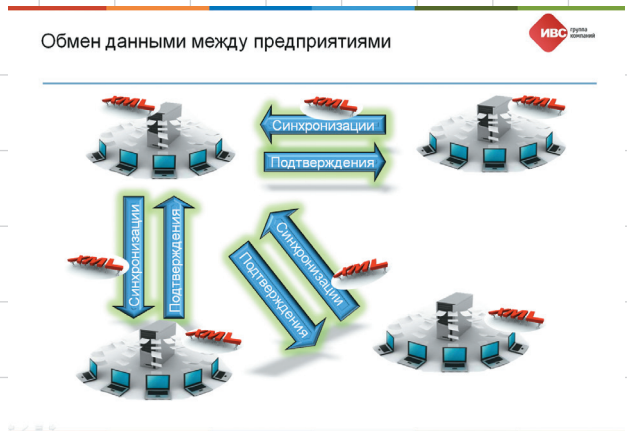 ИВС группа
компаний
Обмен данными между предприятиями
XML
XML
XML
Синхронизации
Подтверждения
Синхронизации
Подтверждения
XML
Синхронизации
Подтверждения
XML
XML
XML